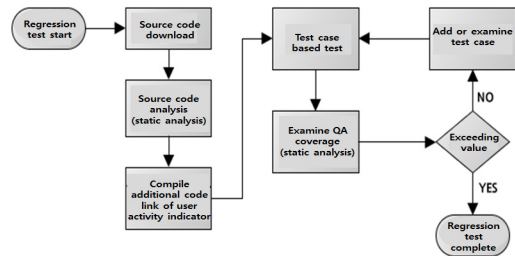 Regression
test start
Source code
download
Source code
analysis
(static analysis)
Compile
additional code
link of user
activity indicator
Test case
based test
Examine QA
coverage
(static analysis)
Add or examine
test case
NO
Exceeding
value
YES
Regression
test
complete